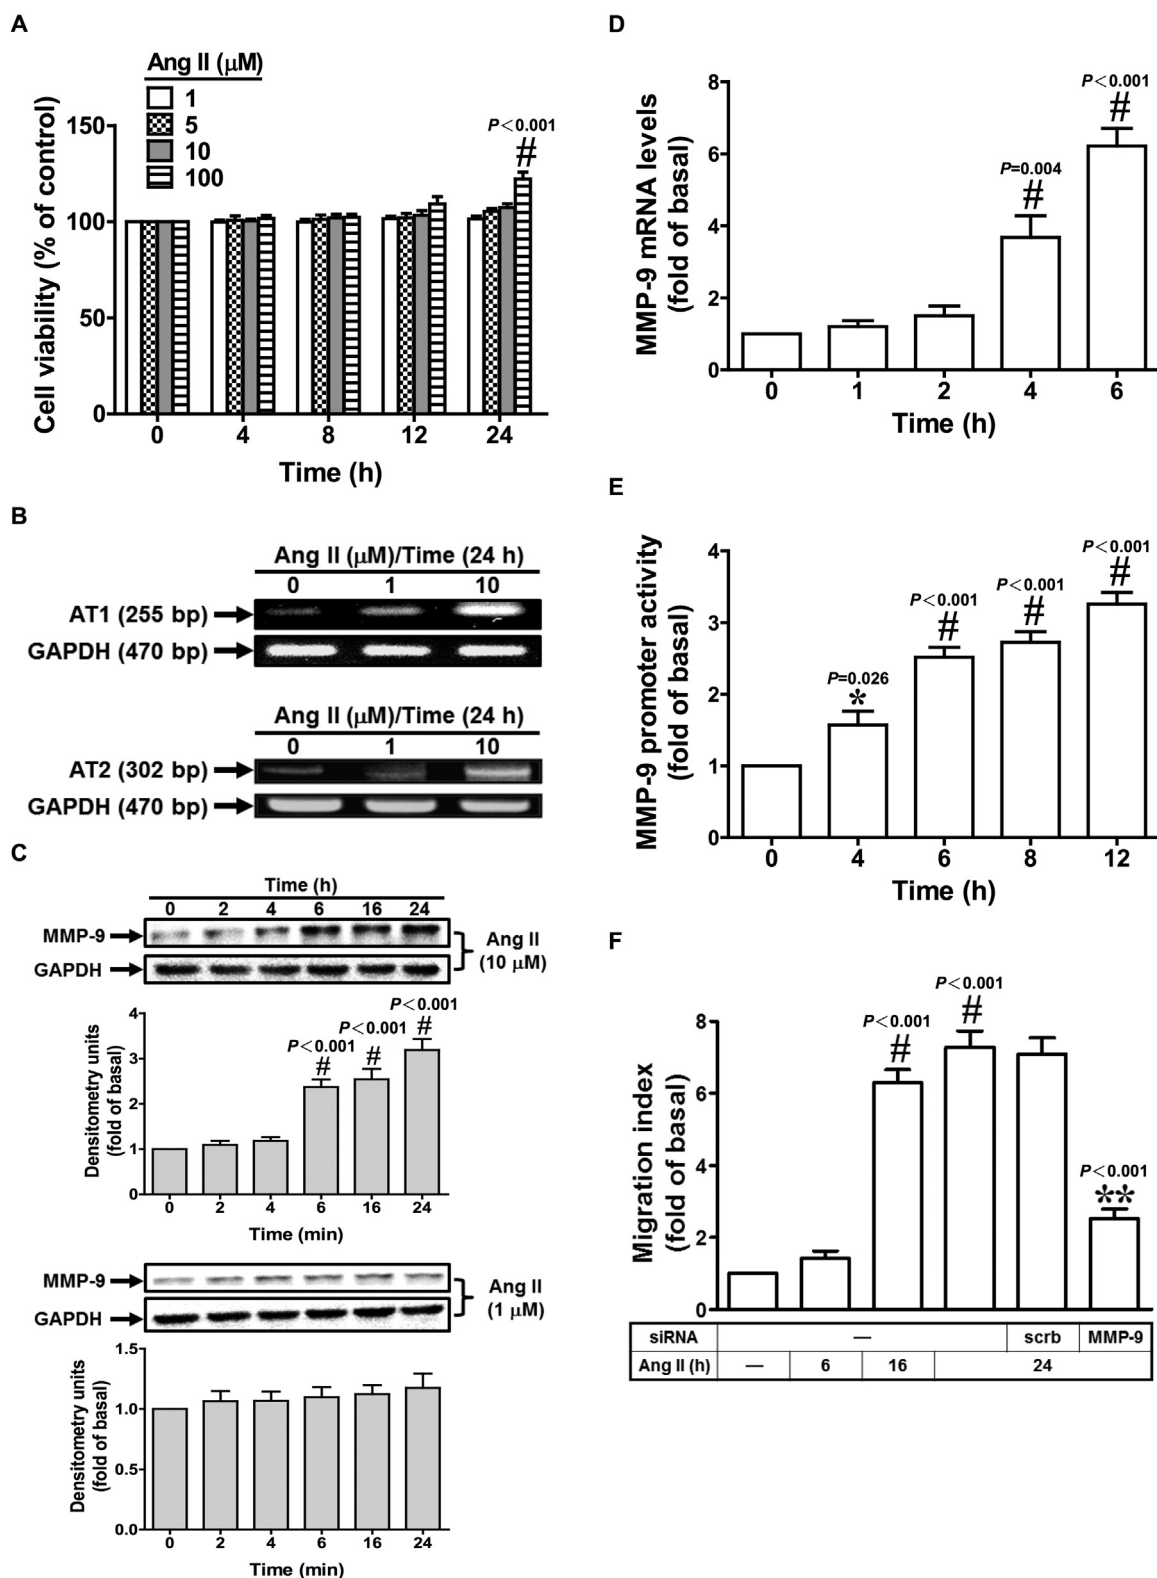 A
Ang II (μM)
1
5
10
100
Cell viability (% of control)
150
100
50
0
P<0.001
#
0 4 8 12 24
Time (h)
B
Ang II (μM)/Time (24 h)
0 1 10
AT1 (255 bp)
GAPDH (470 bp)
Ang II (μM)/Time (24 h)
0 1 10
AT2 (302 bp)
GAPDH (470 bp)
C
Time (h)
0 2 4 6 16 24
MMP-9
GAPDH
Ang II
(10 μM)
Densitometry units
(fold of basal)
4
3
2
1
0
P<0.001
#
P<0.001
#
P<0.001
#
0 2 4 6 16 24
Time (min)
MMP-9
GAPDH
Ang II
(1 μM)
Densitometry units
(fold of basal)
1.5
1.0
0.5
0.0
0 2 4 6 16 24
Time (min)
D
MMP-9 mRNA levels
(fold of basal)
8
6
4
2
0
P=0.004
#
P<0.001
#
0 1 2 4 6
Time (h)
E
MMP-9 promoter activity
(fold of basal)
4
3
2
1
0
P=0.026
*
P<0.001
#
P<0.001
#
P<0.001
#
0 4 6 8 12
Time (h)
F
Migration index
(fold of basal)
8
6
4
2
0
P<0.001
#
P<0.001
#
P<0.001
**
siRNA — scrb MMP-9
Ang II (h) — 6 16 24